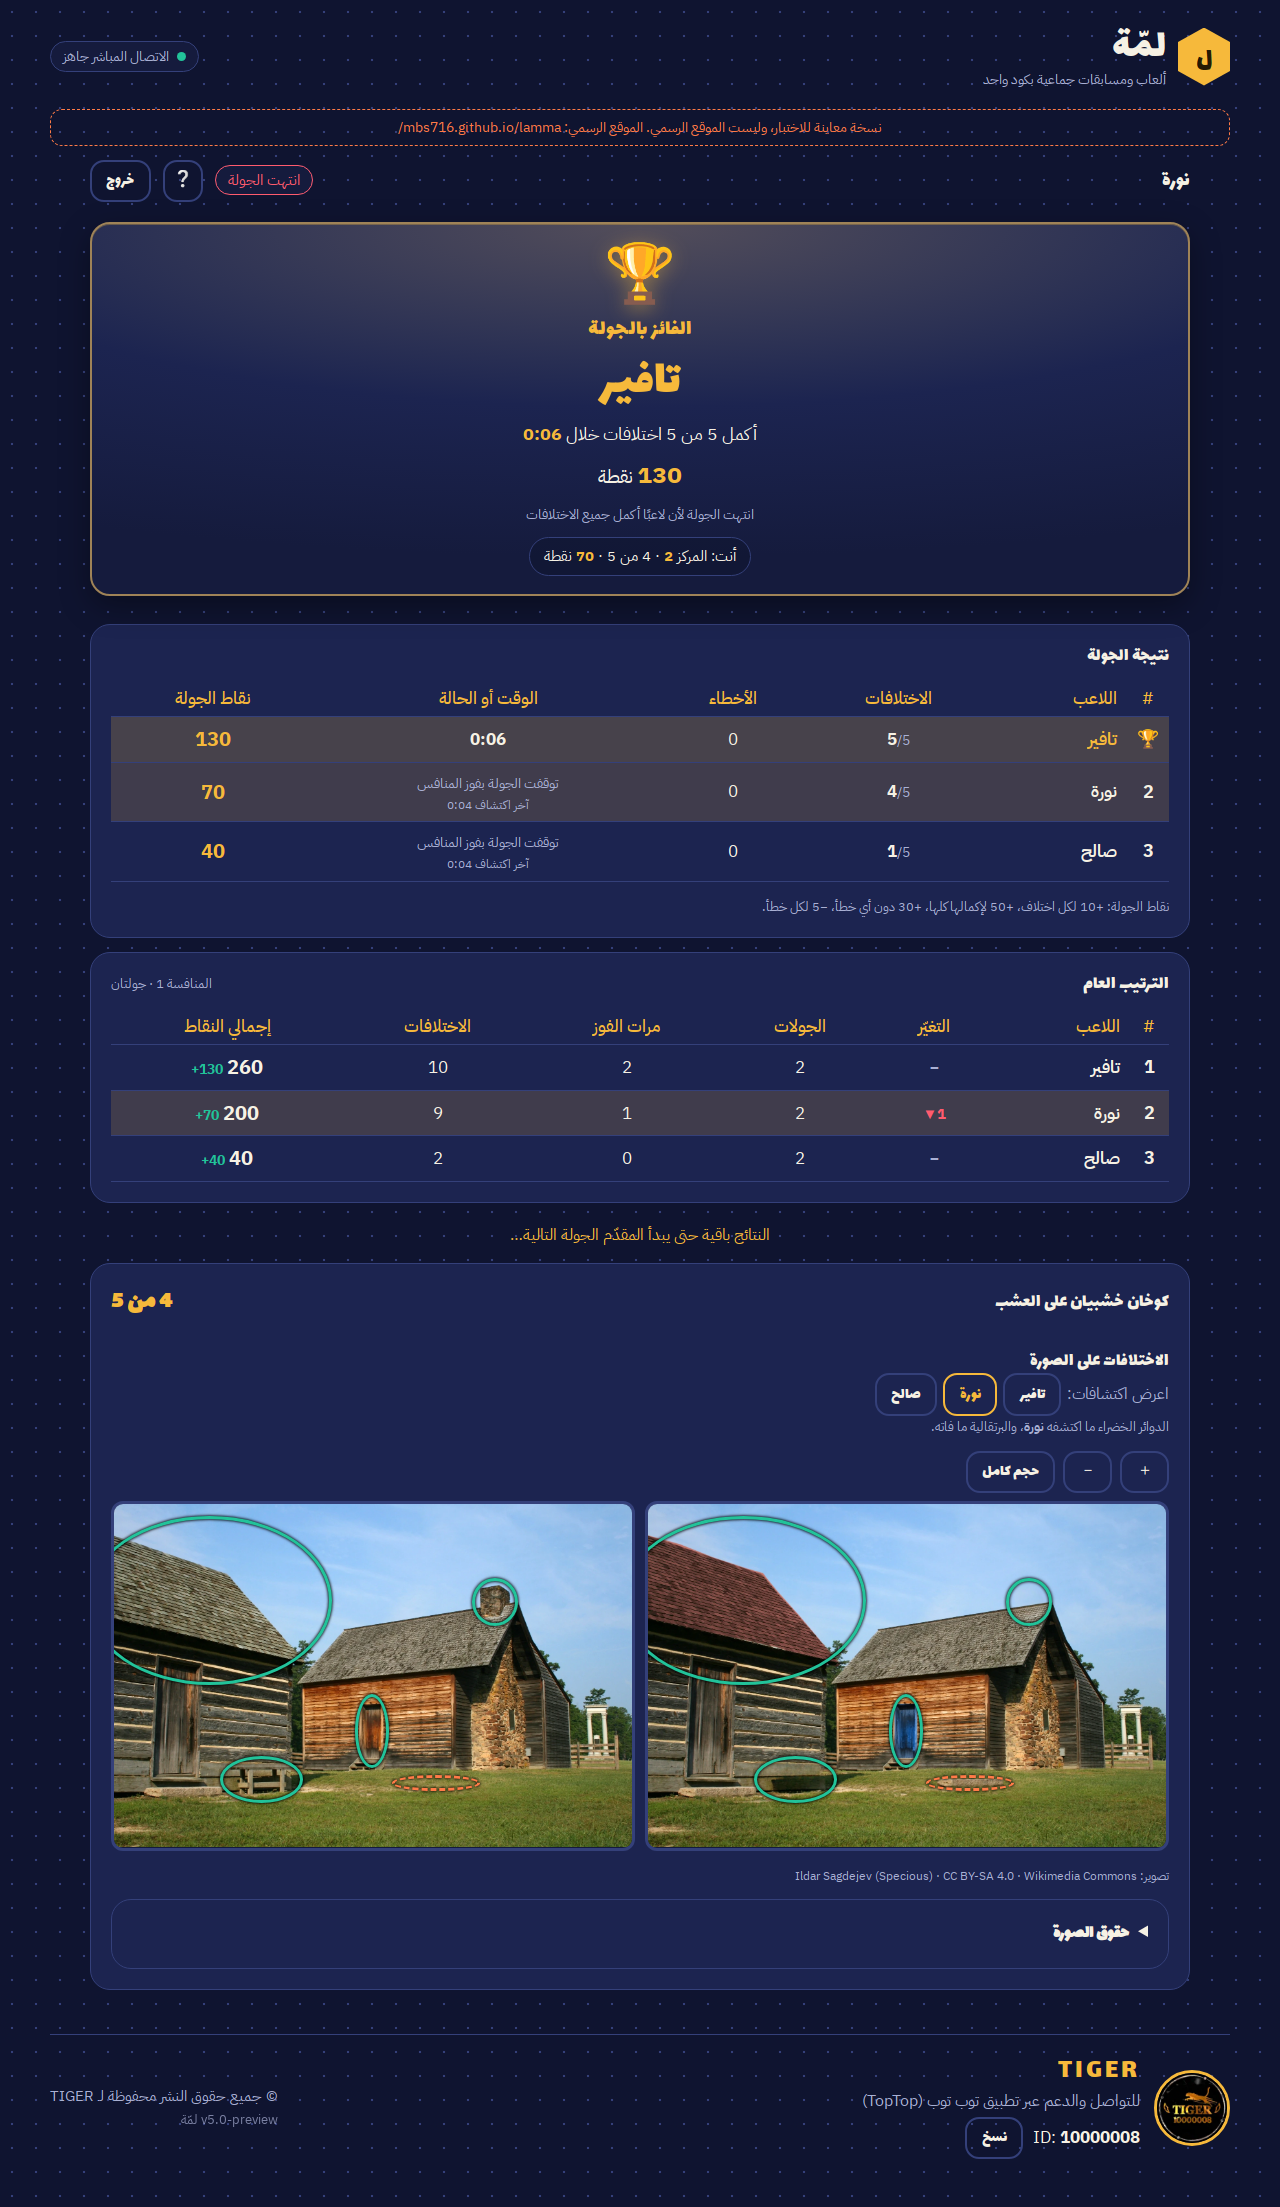 ل
لمّة
ألعاب ومسابقات جماعية بكود واحد
الاتصال المباشر جاهز
نسخة معاينة للاختبار، وليست الموقع الرسمي. الموقع الرسمي: mbs716.github.io/lamma/
نورة
انتهت الجولة
?
خروج
الفائز بالجولة
تافير
أكمل 5 من 5 اختلافات خلال 0:06
130 نقطة
انتهت الجولة لأن لاعبًا أكمل جميع الاختلافات
أنت: المركز 2 · 4 من 5 · 70 نقطة
نتيجة الجولة
# اللاعب الاختلافات الأخطاء الوقت أو الحالة نقاط الجولة
تافير 5/5 0 0:06 130
2 نورة 4/5 0 توقفت الجولة بفوز المنافس 70
آخر اكتشاف 0:04
3 صالح 1/5 0 توقفت الجولة بفوز المنافس 40
آخر اكتشاف 0:04
نقاط الجولة: +10 لكل اختلاف، +50 لإكمالها كلها، +30 دون أي خطأ، −5 لكل خطأ.
الترتيب العام
المنافسة 1 · جولتان
# اللاعب التغيّر الجولات مرات الفوز الاختلافات إجمالي النقاط
1 تافير – 2 2 10 260 +130
2 نورة ▼1 2 1 9 200 +70
3 صالح – 2 0 2 40 +40
النتائج باقية حتى يبدأ المقدّم الجولة التالية…
كوخان خشبيان على العشب
4 من 5
الاختلافات على الصورة
اعرض اكتشافات: تافير نورة صالح
الدوائر الخضراء ما اكتشفه نورة، والبرتقالية ما فاته.
+ − حجم كامل
تصوير: Ildar Sagdejev (Specious) · CC BY-SA 4.0 · Wikimedia Commons
حقوق الصورة
TIGER
10000008
TIGER
للتواصل والدعم عبر تطبيق توب توب (TopTop)
ID: 10000008 نسخ
© جميع حقوق النشر محفوظة لـ TIGER
لمّة v5.0-preview